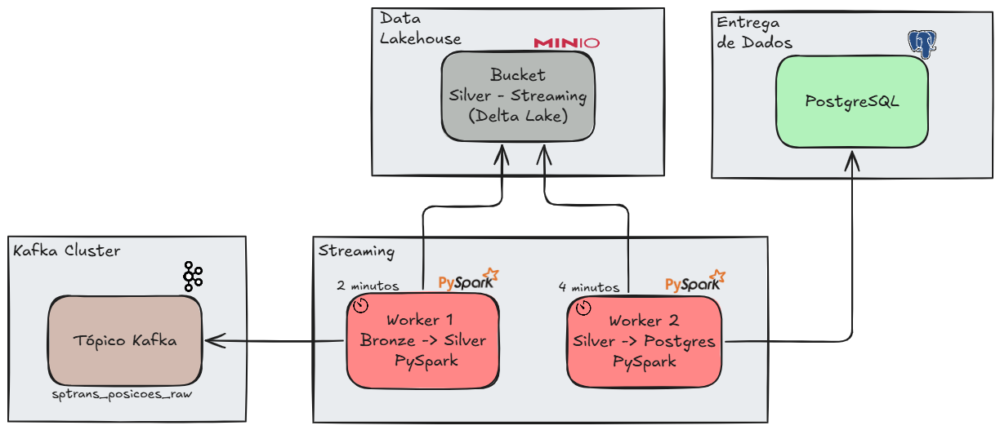 Data
Lakehouse
MINIO
Bucket
Silver - Streaming
(Delta Lake)
Entrega
de Dados
PostgreSQL
Kafka Cluster
Tópico Kafka
sptrans_posicoes_raw
Streaming
2 minutos
PySpark
Worker 1
Bronze -> Silver
PySpark
4 minutos
PySpark
Worker 2
Silver -> Postgres
PySpark